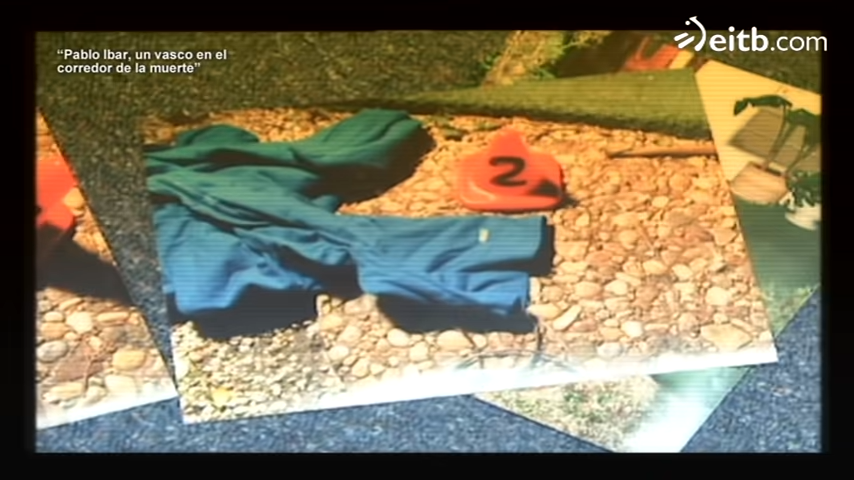 “Pablo Ibar, un vasco en el
corredor de la muerte”
eitb.com
2